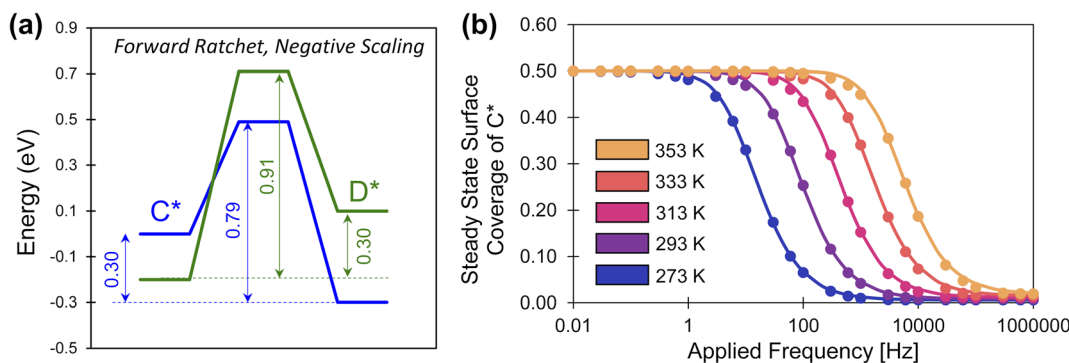 (a)
Forward Ratchet, Negative Scaling
Energy (eV)
0.9
0.7
0.5
0.3
0.1
-0.1
-0.3
-0.5
C*
D*
0.30
0.79
0.91
0.30
(b)
Steady State Surface
Coverage of C*
0.60
0.50
0.40
0.30
0.20
0.10
0.00
353 K
333 K
313 K
293 K
273 K
0.01
1
100
10000
1000000
Applied Frequency [Hz]